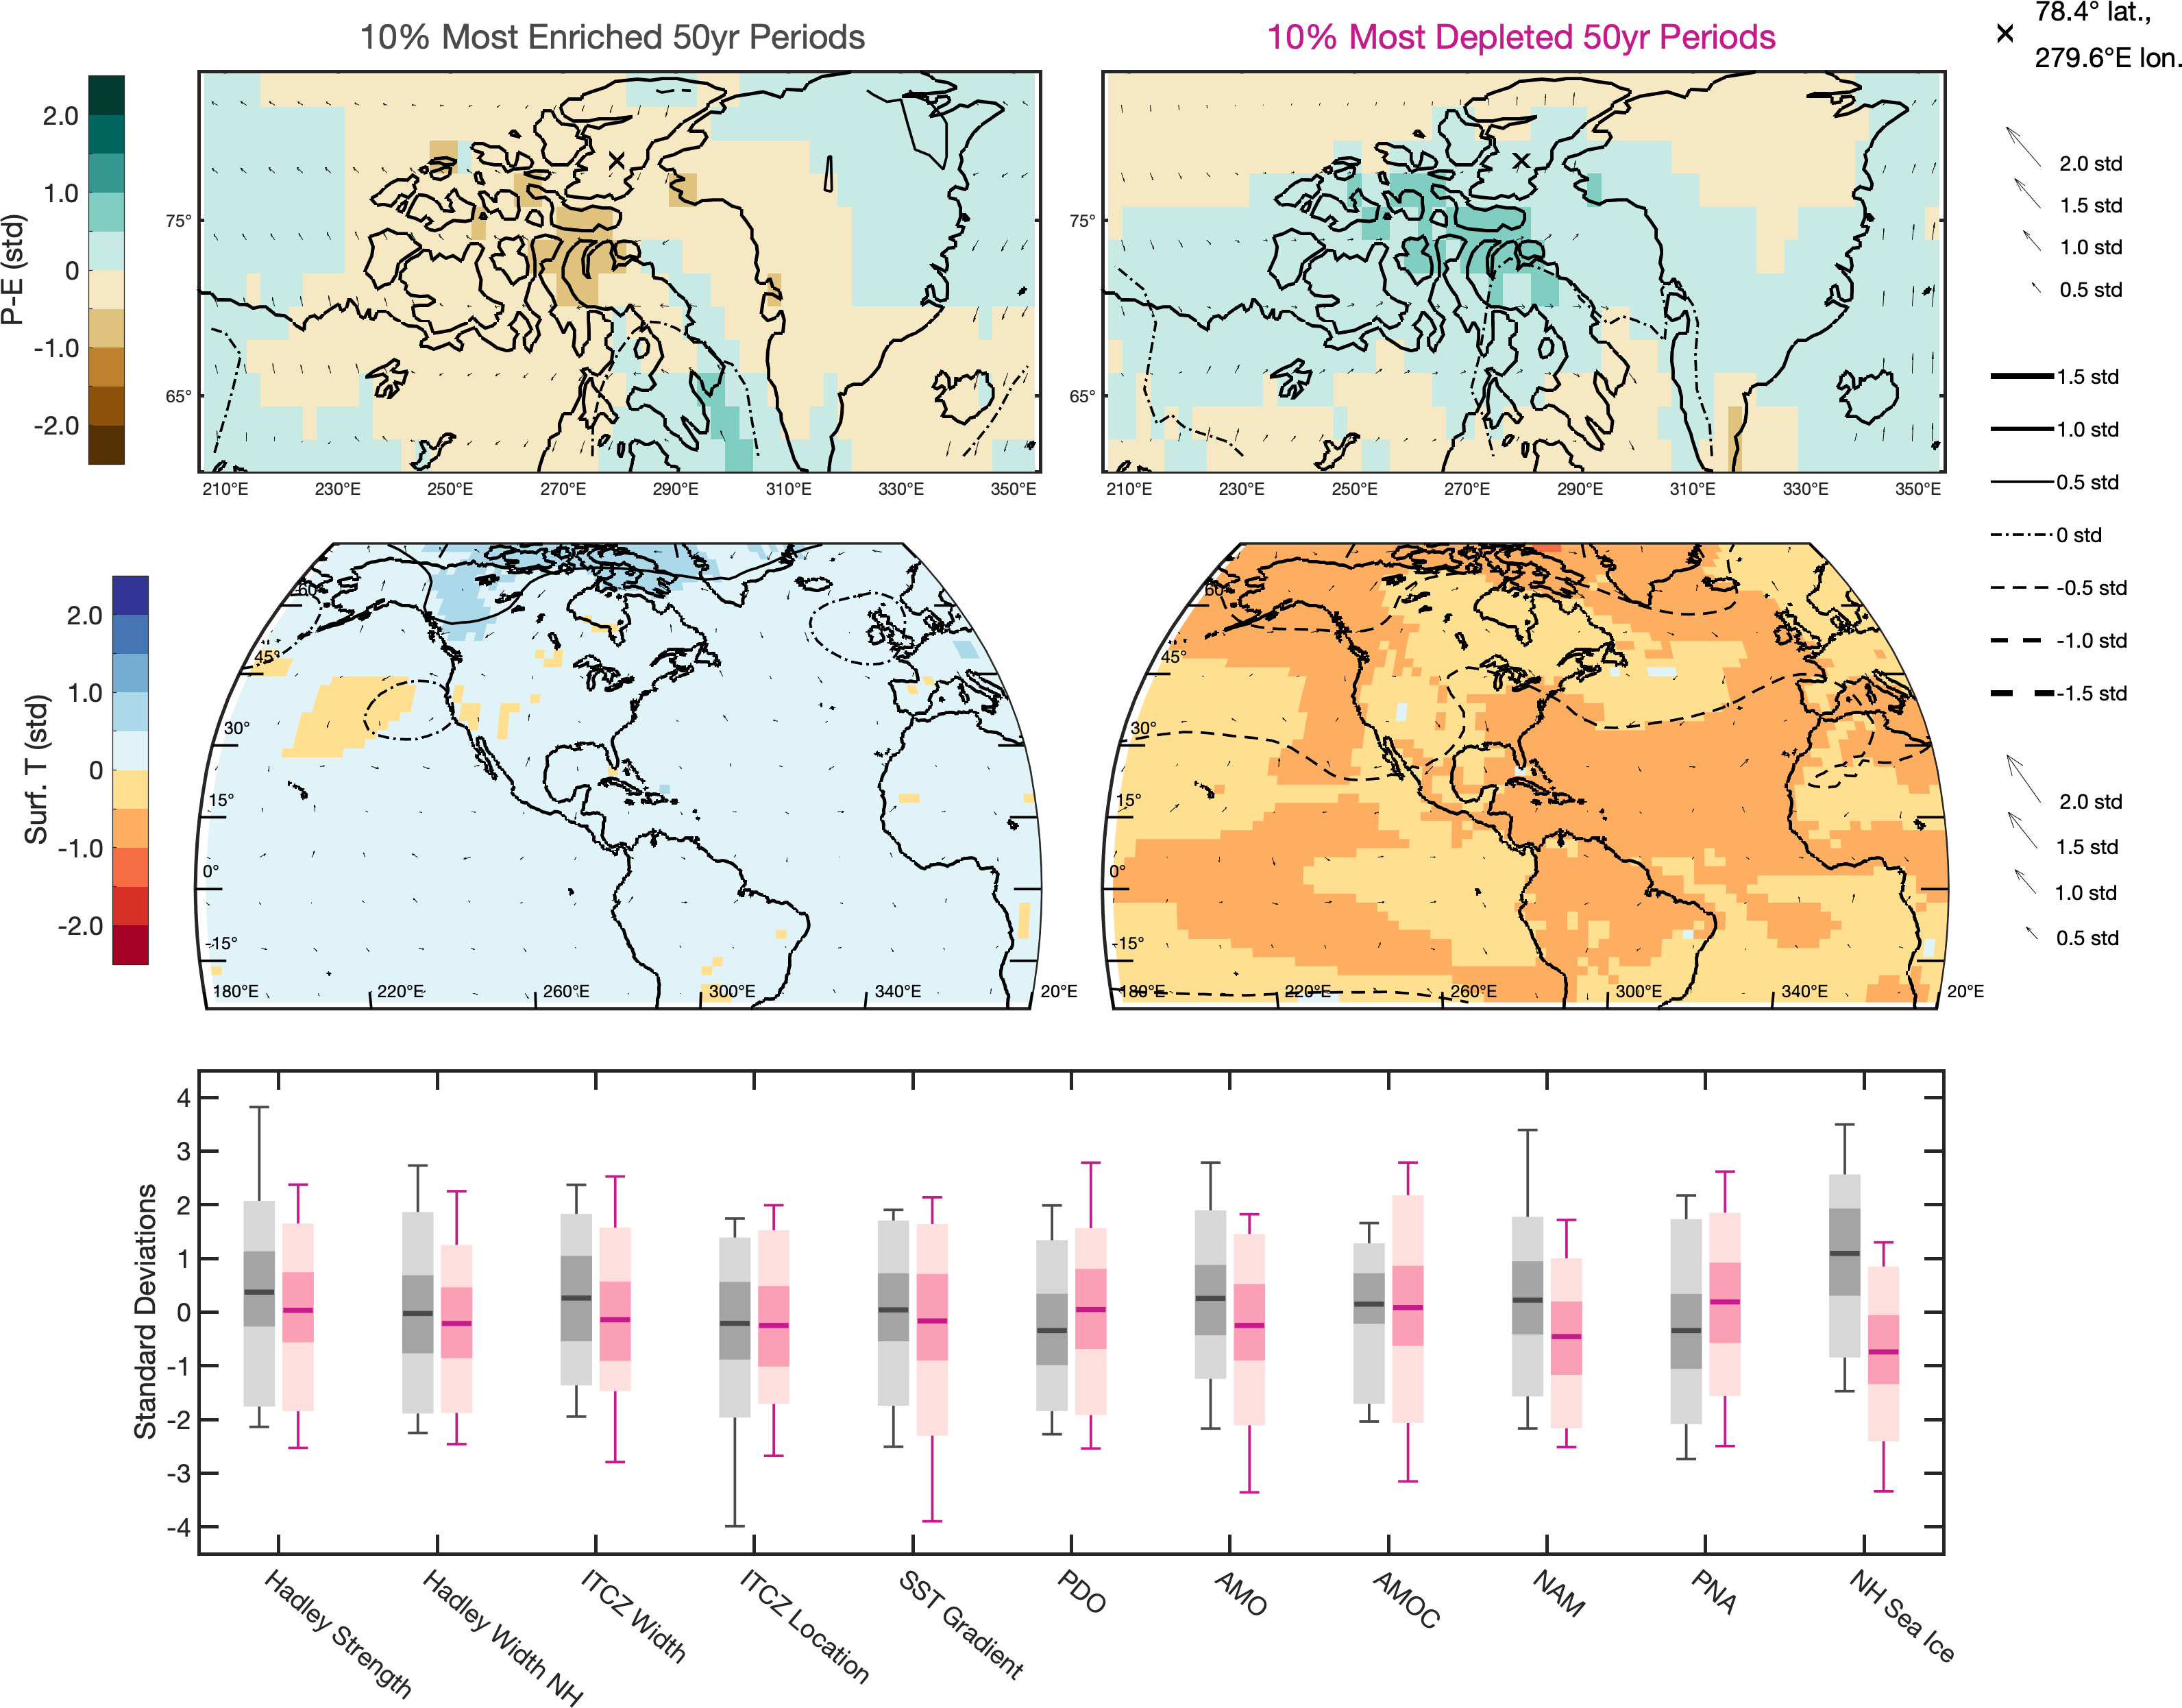 10% Most Enriched 50yr Periods
10% Most Depleted 50yr Periods
78.4° lat.,
279.6°E lon.
P-E (std)
2.0
1.0
0
-1.0
-2.0
75°
65°
210°E 230°E 250°E 270°E 290°E 310°E 330°E 350°E
75°
65°
210°E 230°E 250°E 270°E 290°E 310°E 330°E 350°E
2.0 std
1.5 std
1.0 std
0.5 std
1.5 std
1.0 std
0.5 std
0 std
-0.5 std
-1.0 std
-1.5 std
Surf. T (std)
2.0
1.0
0
-1.0
-2.0
60°
45°
30°
15°
0°
-15°
180°E 220°E 260°E 300°E 340°E 20°E
60°
45°
30°
15°
0°
-15°
180°E 220°E 260°E 300°E 340°E 20°E
2.0 std
1.5 std
1.0 std
0.5 std
Standard Deviations
4
3
2
1
0
-1
-2
-3
-4
Hadley Strength
Hadley Width NH
ITCZ Width
ITCZ Location
SST Gradient
PDO
AMO
AMOC
NAM
PNA
NH Sea Ice